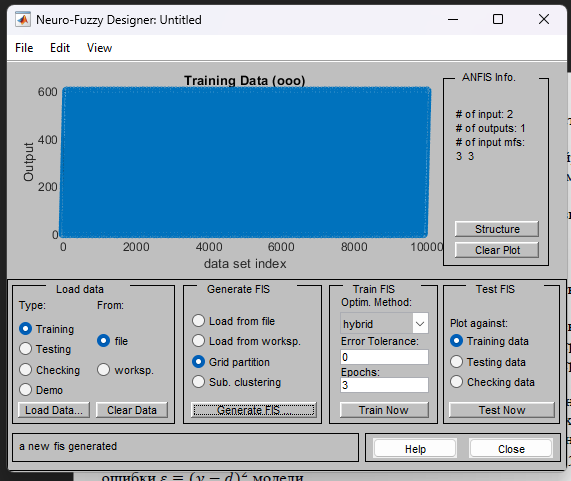 Neuro-Fuzzy Designer: Untitled
File Edit View
Training Data (ooo)
600
400
200
0
Output
0 2000 4000 6000 8000 10000
data set index
ANFIS Info.
# of input: 2
# of outputs: 1
# of input mfs:
3 3
Structure
Clear Plot
Load data
Type: From:
Training
Testing
Checking
Demo
file
worksp.
Load Data... Clear Data
Generate FIS
Load from file
Load from worksp.
Grid partition
Sub. clustering
Generate FIS ...
Train FIS
Optim. Method:
hybrid
Error Tolerance:
0
Epochs:
3
Train Now
Test FIS
Plot against:
Training data
Testing data
Checking data
Test Now
a new fis generated
Help Close
ошибки ε = (y − d)² модели